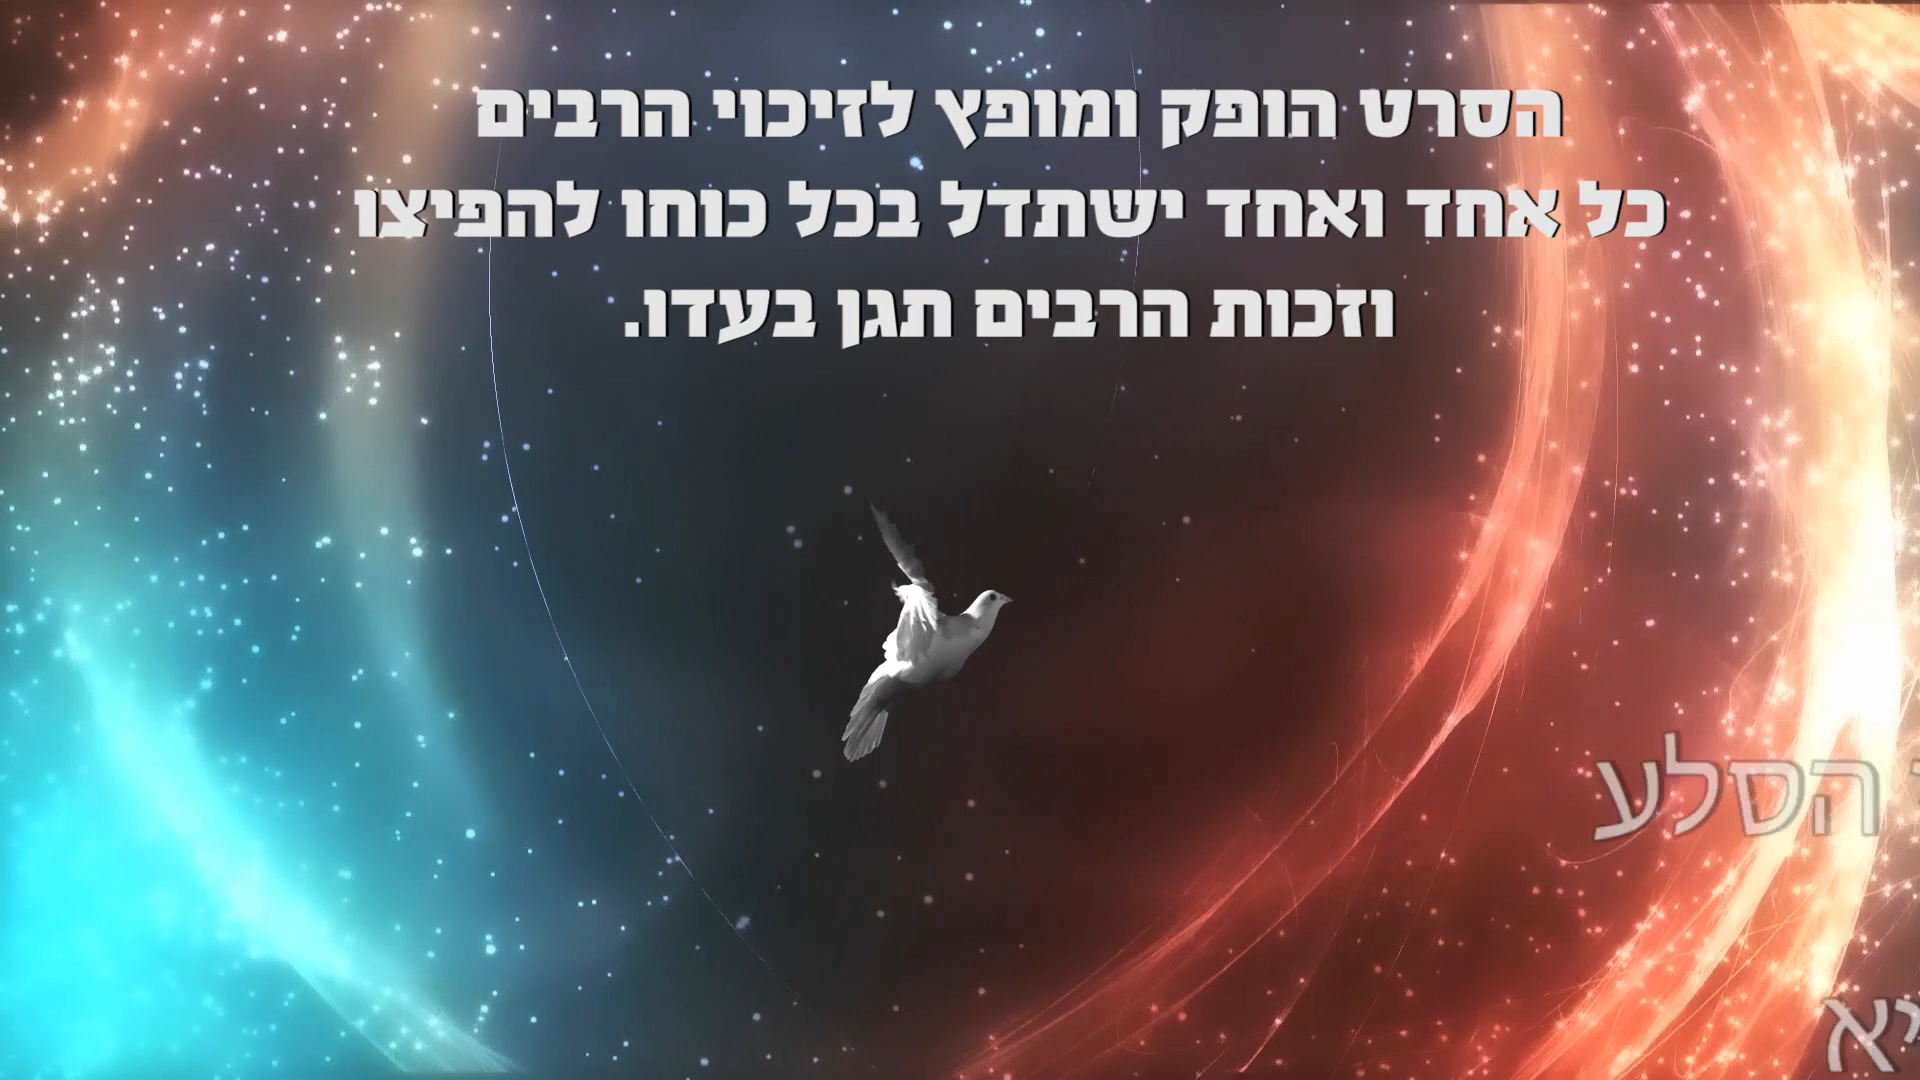 הסרט הופק ומופץ לזיכוי הרבים
כל אחד ואחד ישתדל בכל כוחו להפיצו
וזכות הרבים תגן בעדו.
הסלע